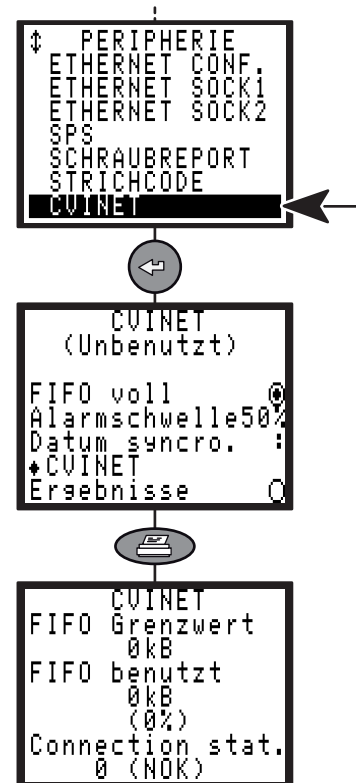 ↕ PERIPHERIE
ETHERNET CONF.
ETHERNET SOCK1
ETHERNET SOCK2
SPS
SCHRAUBREPORT
STRICHCODE
CVINET
CVINET
(Unbenutzt)
FIFO voll
Alarmschwelle50%
Datum syncro. :
♦CVINET
Ergebnisse
CVINET
FIFO Grenzwert
0kB
FIFO benutzt
0kB
(0%)
Connection stat.
0 (NOK)